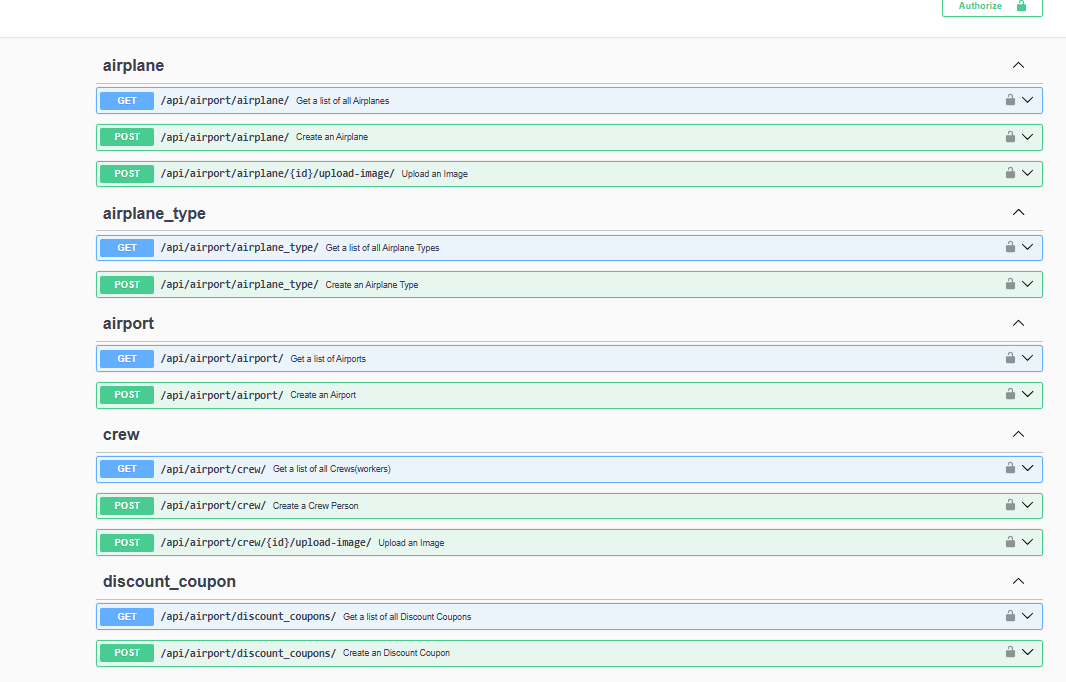 Authorize
airplane
GET /api/airport/airplane/ Get a list of all Airplanes
POST /api/airport/airplane/ Create an Airplane
POST /api/airport/airplane/{id}/upload-image/ Upload an Image
airplane_type
GET /api/airport/airplane_type/ Get a list of all Airplane Types
POST /api/airport/airplane_type/ Create an Airplane Type
airport
GET /api/airport/airport/ Get a list of Airports
POST /api/airport/airport/ Create an Airport
crew
GET /api/airport/crew/ Get a list of all Crews(workers)
POST /api/airport/crew/ Create a Crew Person
POST /api/airport/crew/{id}/upload-image/ Upload an Image
discount_coupon
GET /api/airport/discount_coupons/ Get a list of all Discount Coupons
POST /api/airport/discount_coupons/ Create an Discount Coupon